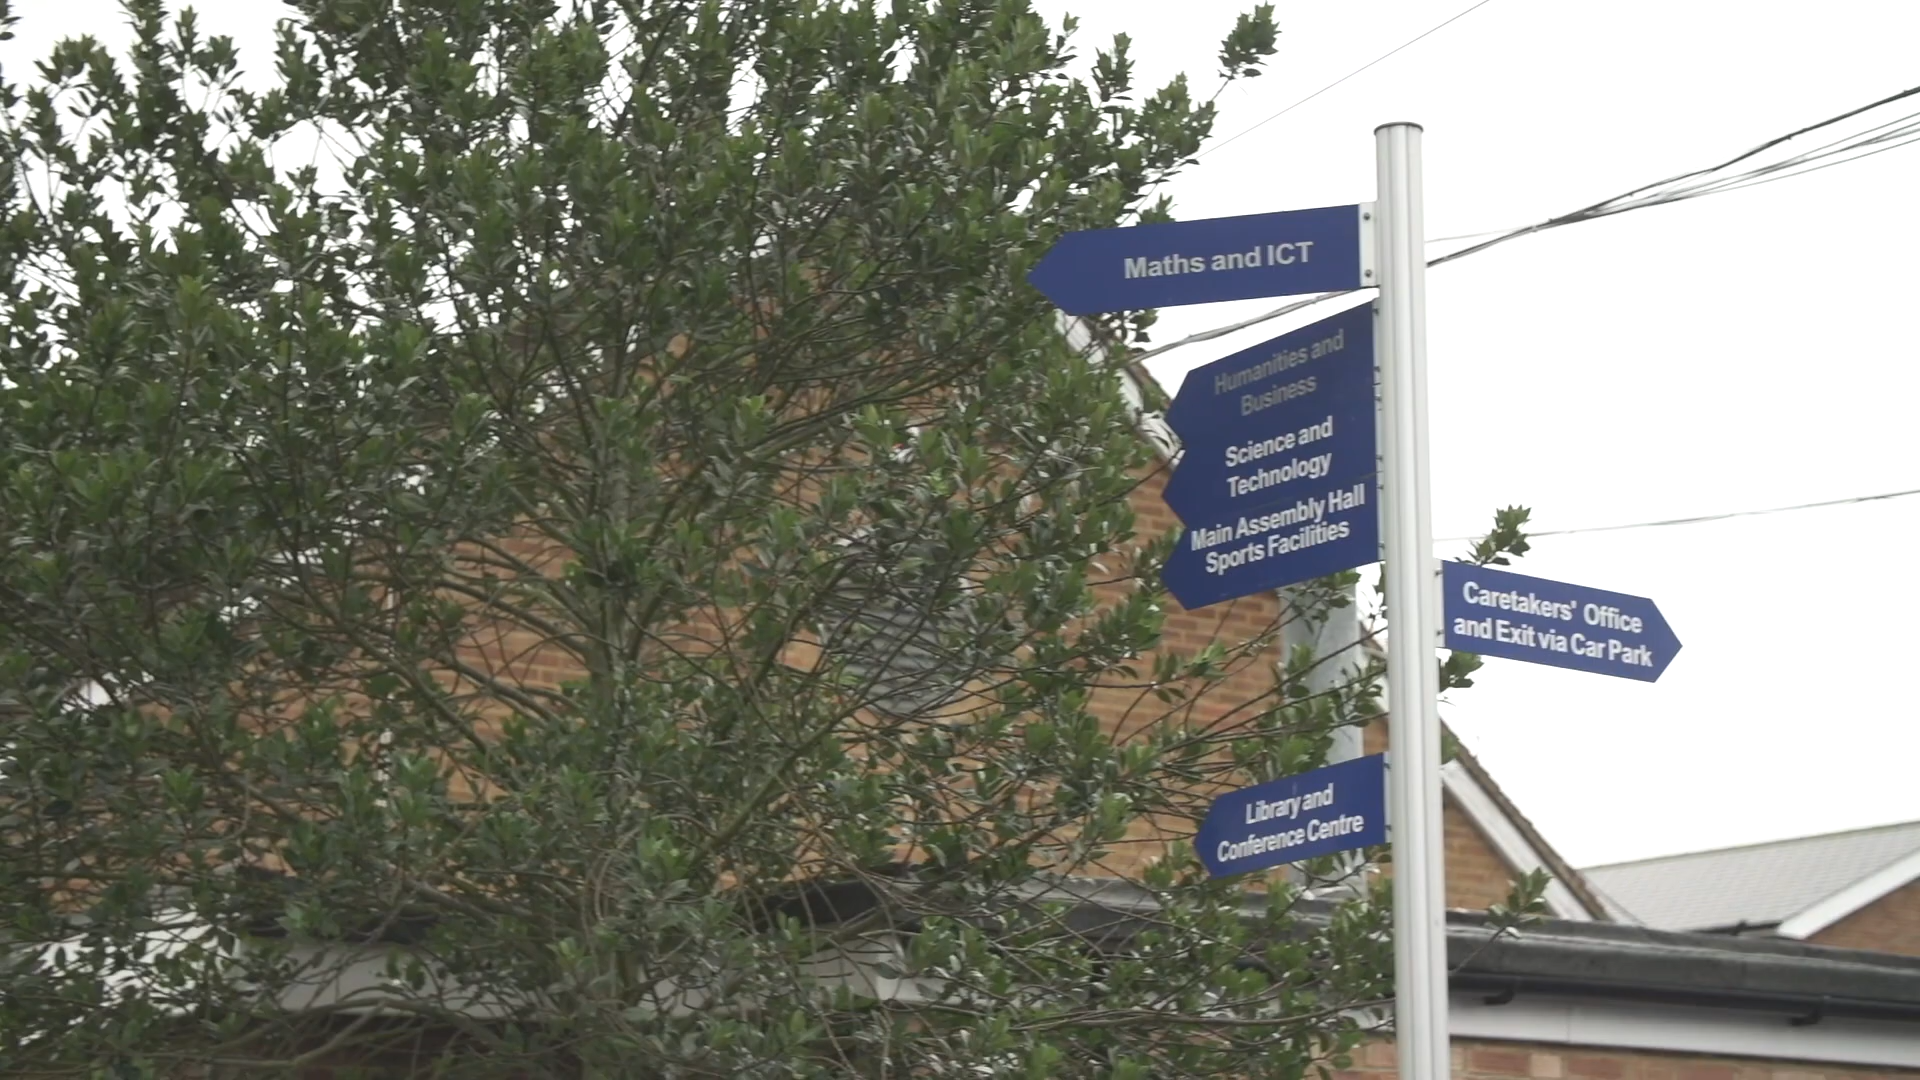 Maths and ICT
Humanities and
Business
Science and
Technology
Main Assembly Hall
Sports Facilities
Caretakers' Office
and Exit via Car Park
Library and
Conference Centre